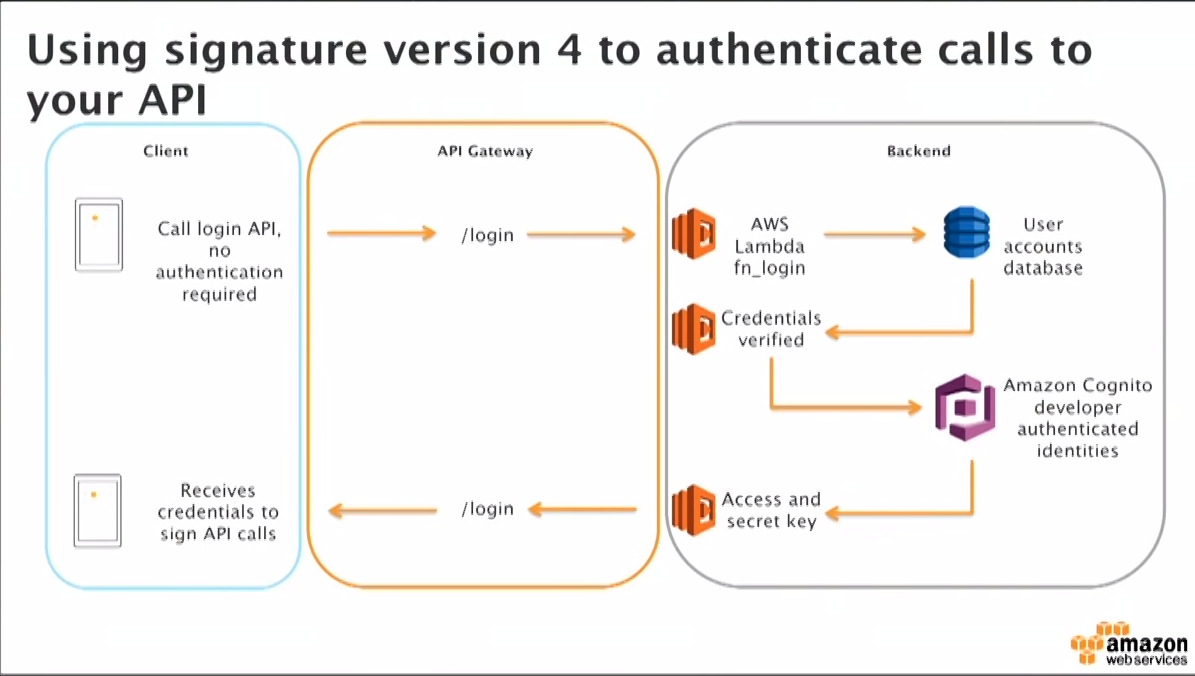 Using signature version 4 to authenticate calls to
your API
Client
API Gateway
Backend
Call login API,
no
authentication
required
/login
AWS
Lambda
fn_login
User
accounts
database
Credentials
verified
Amazon Cognito
developer
authenticated
identities
Receives
credentials to
sign API calls
/login
Access and
secret key
amazon
webservices